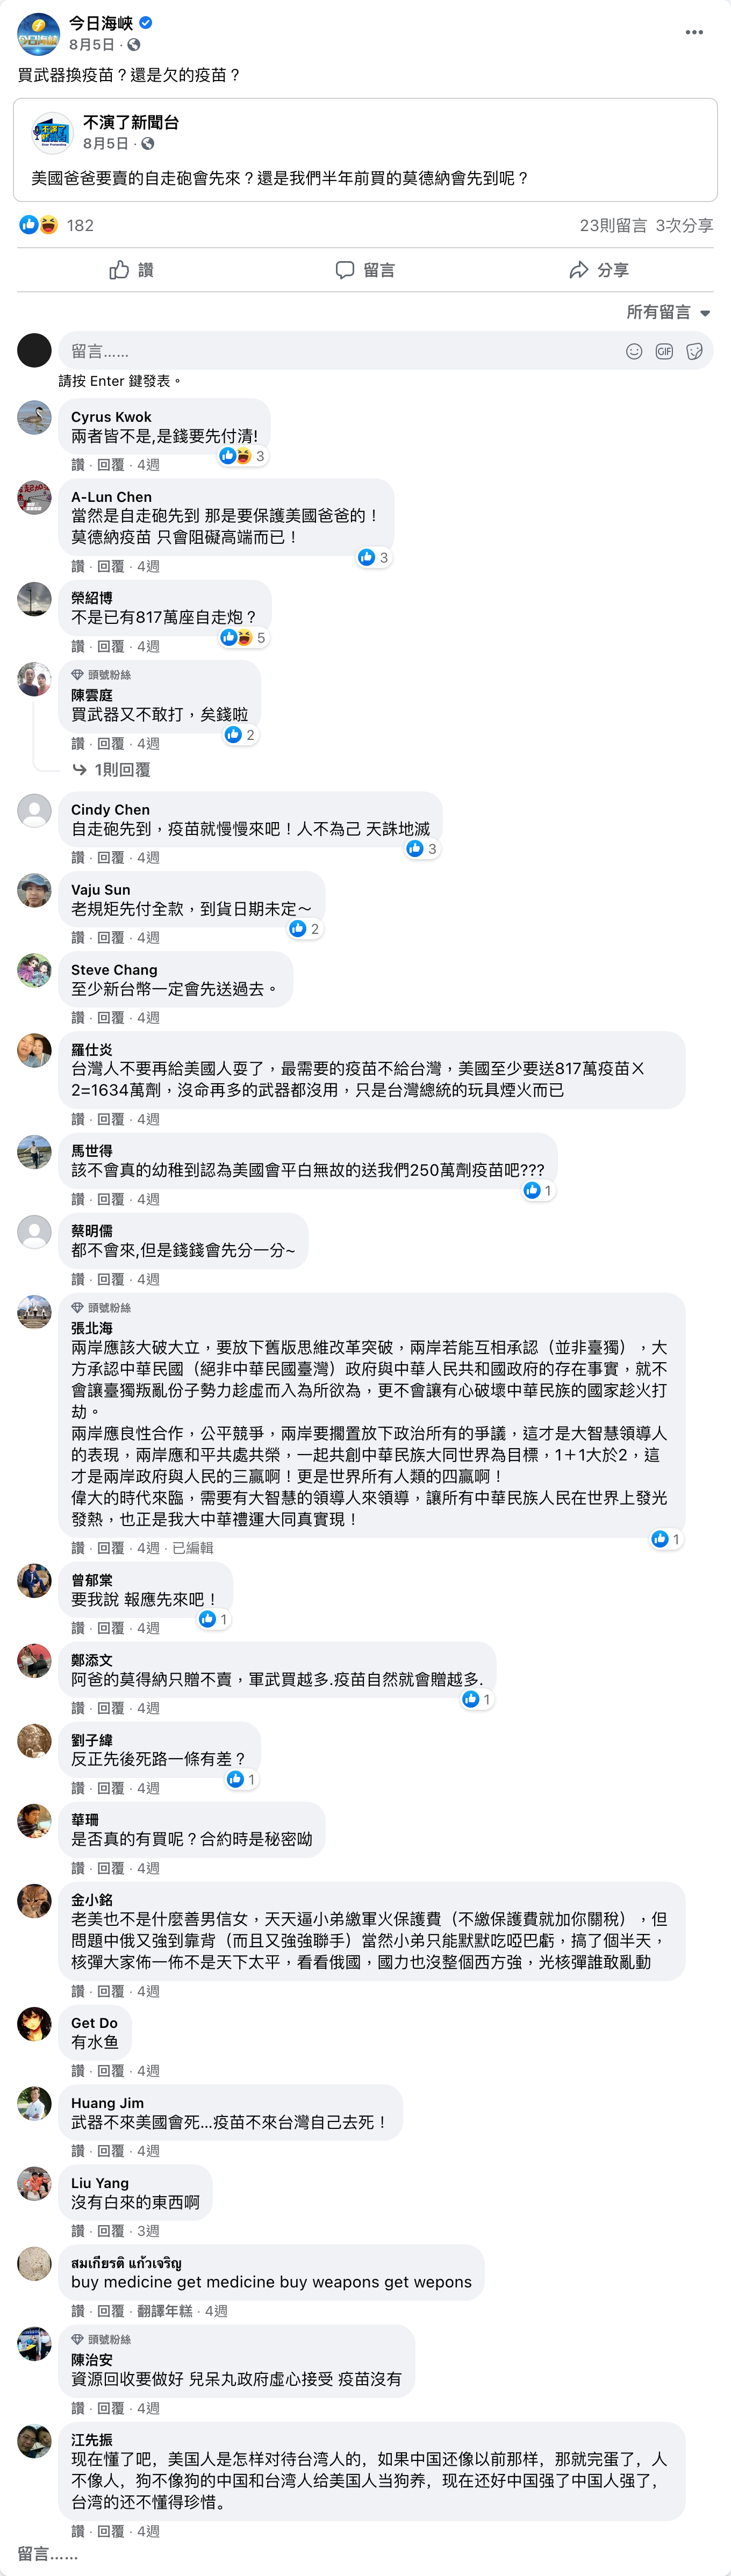 今日海峽
8月5日
買武器換疫苗？還是欠的疫苗？
不演了新聞台
8月5日
美國爸爸要賣的自走砲會先來？還是我們半年前買的莫德納會先到呢？
182
23則留言 3次分享
讚 留言 分享
所有留言
留言……
GIF
請按 Enter 鍵發表。
Cyrus Kwok
兩者皆不是,是錢要先付清!
3
讚 · 回覆 · 4週
A-Lun Chen
當然是自走砲先到 那是要保護美國爸爸的！
莫德納疫苗 只會阻礙高端而已！
3
讚 · 回覆 · 4週
榮紹博
不是已有817萬座自走炮？
5
讚 · 回覆 · 4週
頭號粉絲
陳雲庭
買武器又不敢打，矣錢啦
2
讚 · 回覆 · 4週
1則回覆
Cindy Chen
自走砲先到，疫苗就慢慢來吧！人不為己 天誅地滅
3
讚 · 回覆 · 4週
Vaju Sun
老規矩先付全款，到貨日期未定～
2
讚 · 回覆 · 4週
Steve Chang
至少新台幣一定會先送過去。
讚 · 回覆 · 4週
羅仕炎
台灣人不要再給美國人耍了，最需要的疫苗不給台灣，美國至少要送817萬疫苗×
2=1634萬劑，沒命再多的武器都沒用，只是台灣總統的玩具煙火而已
讚 · 回覆 · 4週
馬世得
該不會真的幼稚到認為美國會平白無故的送我們250萬劑疫苗吧???
1
讚 · 回覆 · 4週
蔡明儒
都不會來,但是錢錢會先分一分~
讚 · 回覆 · 4週
頭號粉絲
張北海
兩岸應該大破大立，要放下舊版思維改革突破，兩岸若能互相承認（並非臺獨），大
方承認中華民國（絕非中華民國臺灣）政府與中華人民共和國政府的存在事實，就不
會讓臺獨叛亂份子勢力趁虛而入為所欲為，更不會讓有心破壞中華民族的國家趁火打
劫。
兩岸應良性合作，公平競爭，兩岸要擱置放下政治所有的爭議，這才是大智慧領導人
的表現，兩岸應和平共處共榮，一起共創中華民族大同世界為目標，1＋1大於2，這
才是兩岸政府與人民的三贏啊！更是世界所有人類的四贏啊！
偉大的時代來臨，需要有大智慧的領導人來領導，讓所有中華民族人民在世界上發光
發熱，也正是我大中華禮運大同真實現！
1
讚 · 回覆 · 4週 · 已編輯
曾郁棠
要我說 報應先來吧！
1
讚 · 回覆 · 4週
鄭添文
阿爸的莫得納只贈不賣，軍武買越多.疫苗自然就會贈越多.
1
讚 · 回覆 · 4週
劉子緯
反正先後死路一條有差？
1
讚 · 回覆 · 4週
華珊
是否真的有買呢？合約時是秘密呦
讚 · 回覆 · 4週
金小銘
老美也不是什麼善男信女，天天逼小弟繳軍火保護費（不繳保護費就加你關稅），但
問題中俄又強到靠背（而且又強強聯手）當然小弟只能默默吃啞巴虧，搞了個半天，
核彈大家佈一佈不是天下太平，看看俄國，國力也沒整個西方強，光核彈誰敢亂動
讚 · 回覆 · 4週
Get Do
有水鱼
讚 · 回覆 · 4週
Huang Jim
武器不來美國會死...疫苗不來台灣自己去死！
讚 · 回覆 · 4週
Liu Yang
沒有白來的東西啊
讚 · 回覆 · 3週
สมเกียรติ แก้วเจริญ
buy medicine get medicine buy weapons get wepons
讚 · 回覆 · 翻譯年糕 · 4週
頭號粉絲
陳治安
資源回收要做好 兒呆丸政府虛心接受 疫苗沒有
讚 · 回覆 · 4週
江先振
现在懂了吧，美国人是怎样对待台湾人的，如果中国还像以前那样，那就完蛋了，人
不像人，狗不像狗的中国和台湾人给美国人当狗养，现在还好中国强了中国人强了，
台湾的还不懂得珍惜。
讚 · 回覆 · 4週
留言……